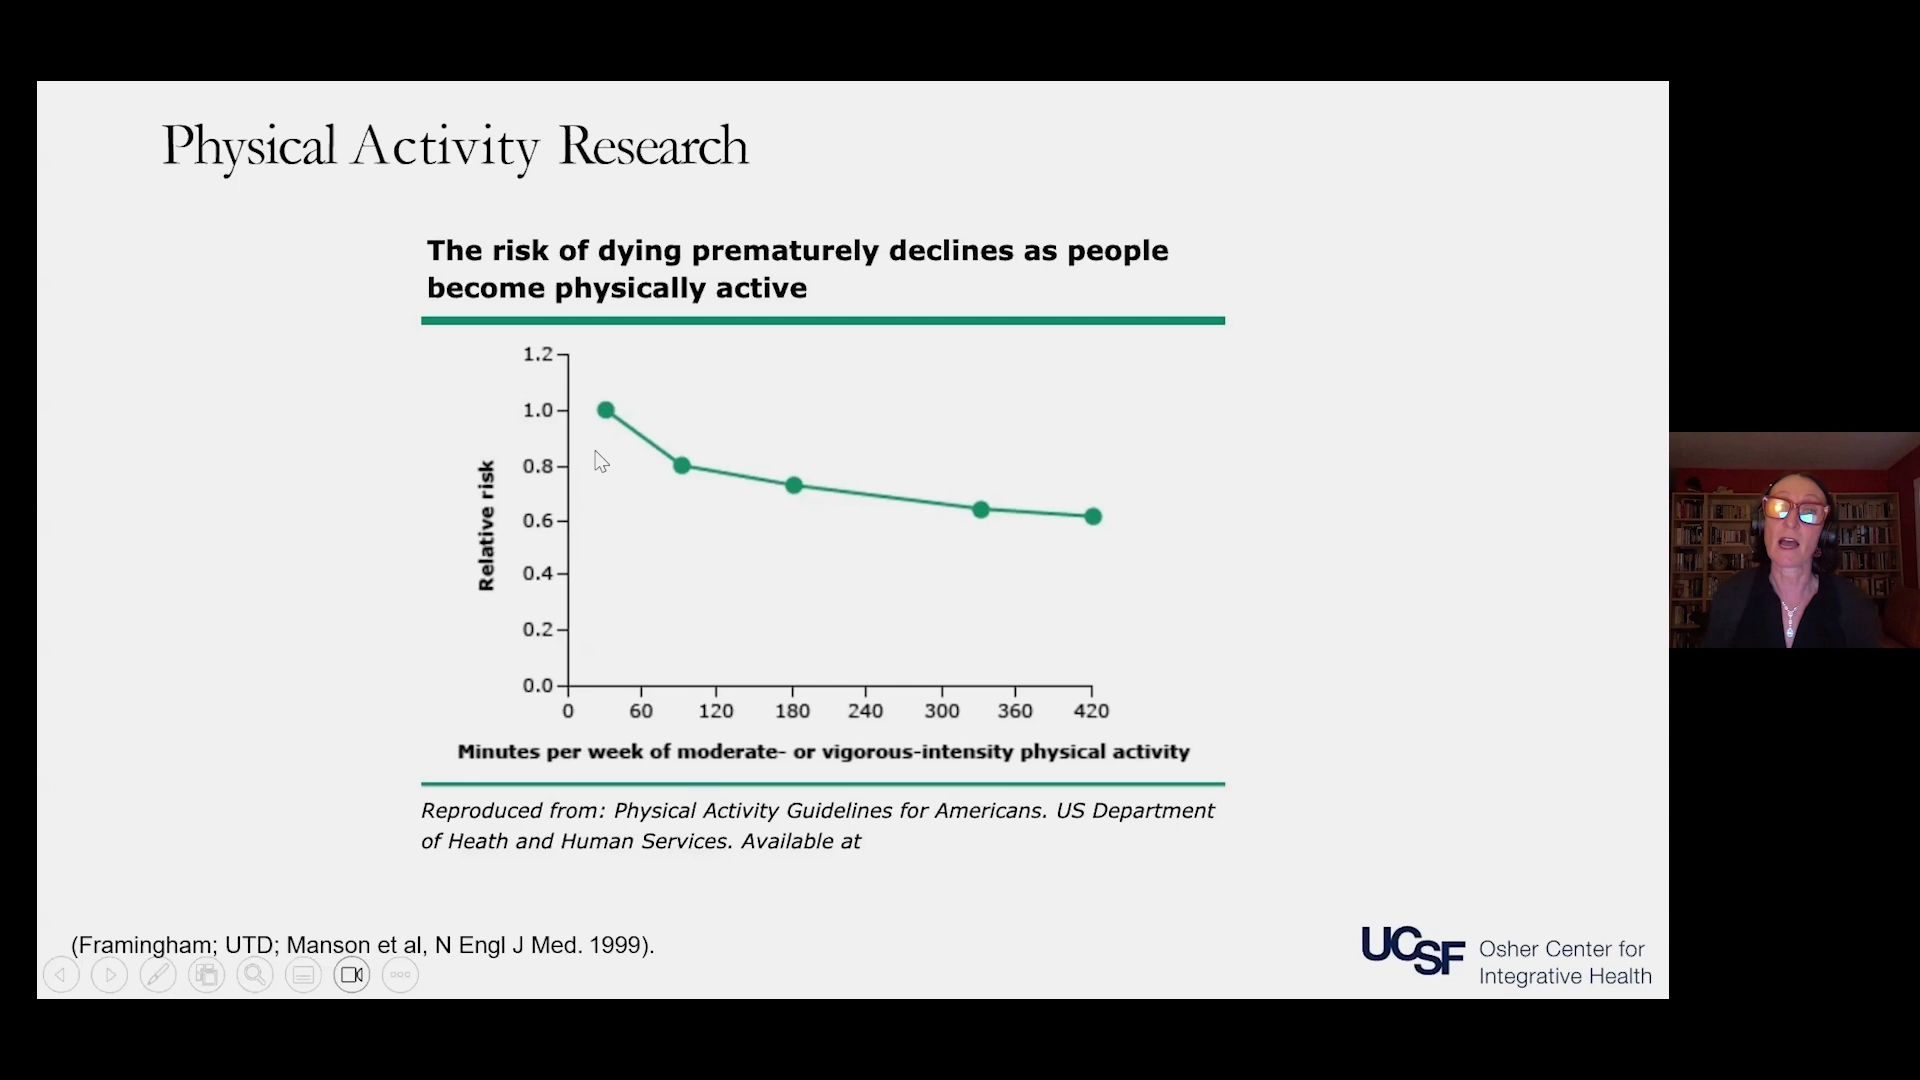 Physical Activity Research
The risk of dying prematurely declines as people
become physically active
1.2
1.0
0.8
0.6
0.4
0.2
0.0
Relative risk
0 60 120 180 240 300 360 420
Minutes per week of moderate- or vigorous-intensity physical activity
Reproduced from: Physical Activity Guidelines for Americans. US Department
of Heath and Human Services. Available at
(Framingham; UTD; Manson et al, N Engl J Med. 1999).
UCSF Osher Center for
Integrative Health